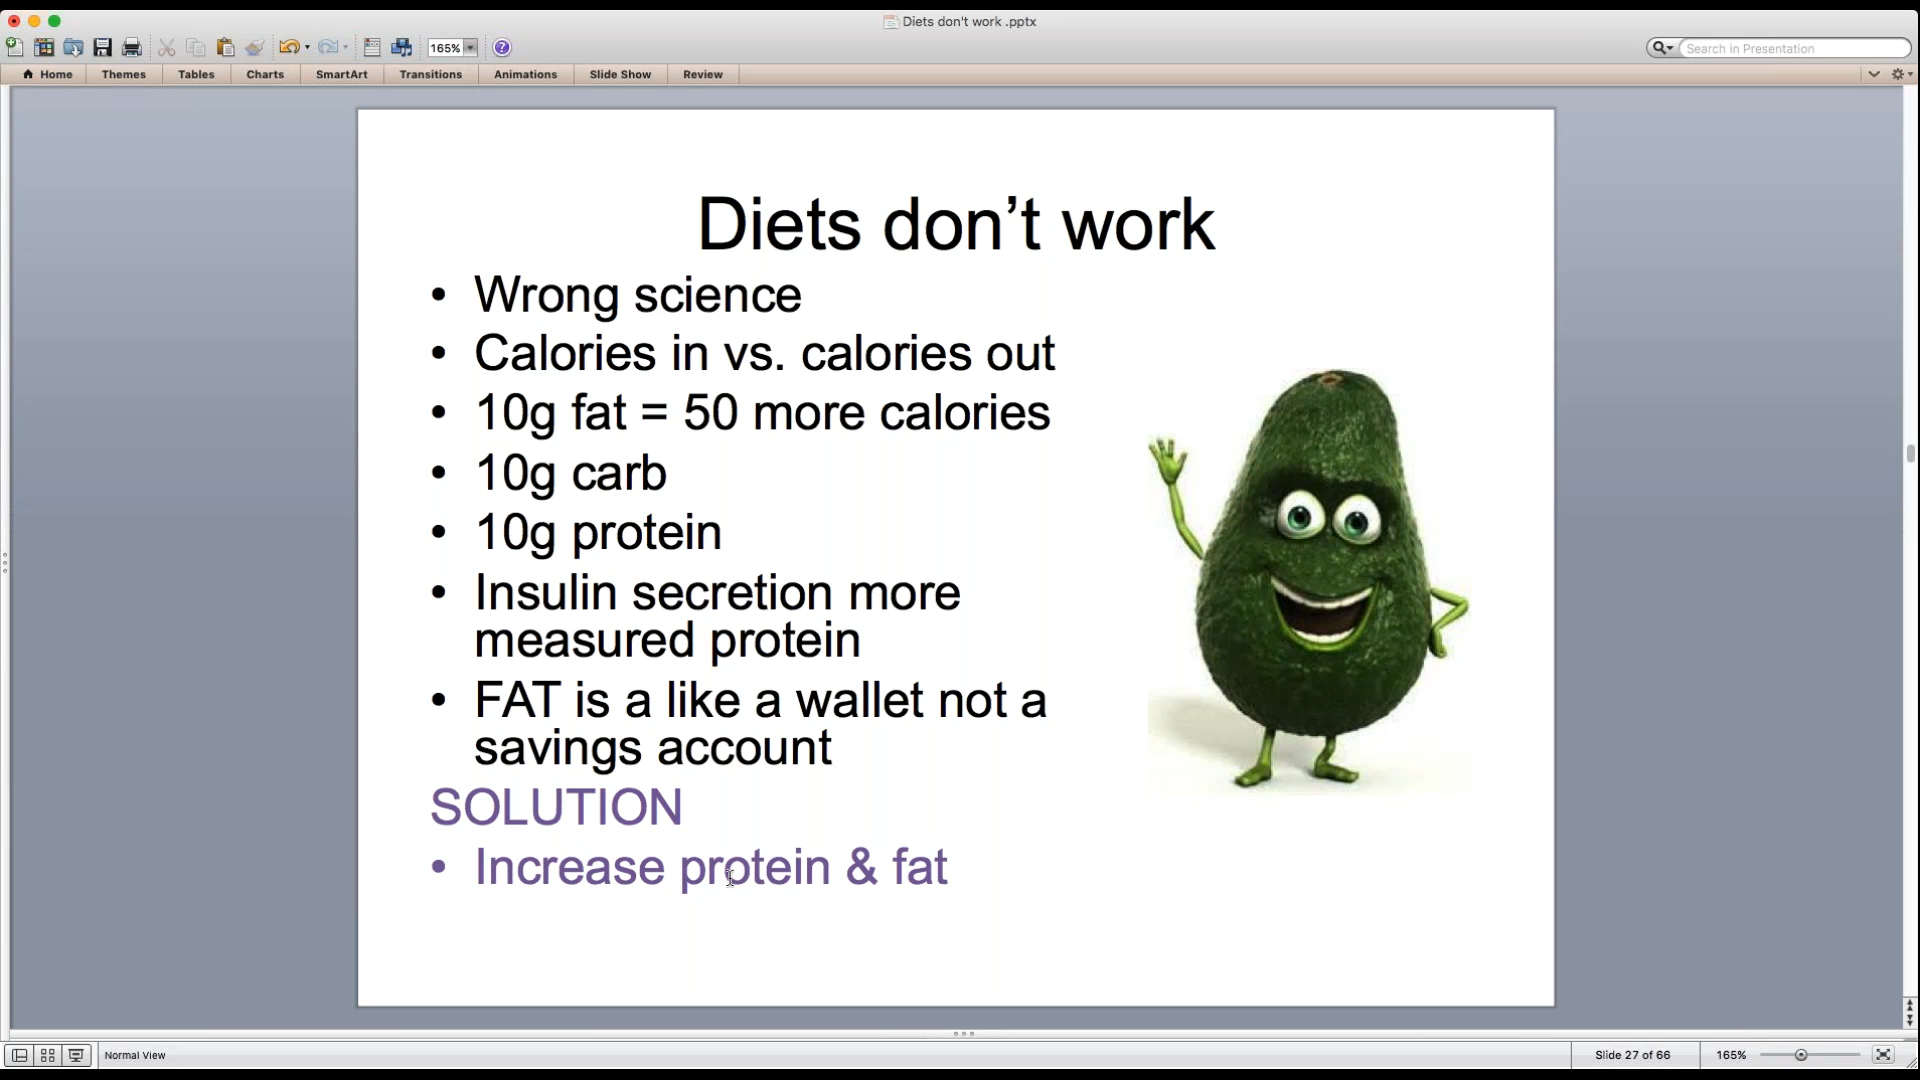 Diets don't work .pptx
165%
Search in Presentation
Home Themes Tables Charts SmartArt Transitions Animations Slide Show Review
Diets don’t work
• Wrong science
• Calories in vs. calories out
• 10g fat = 50 more calories
• 10g carb
• 10g protein
• Insulin secretion more
measured protein
• FAT is a like a wallet not a
savings account
SOLUTION
• Increase protein & fat
Normal View
Slide 27 of 66
165%